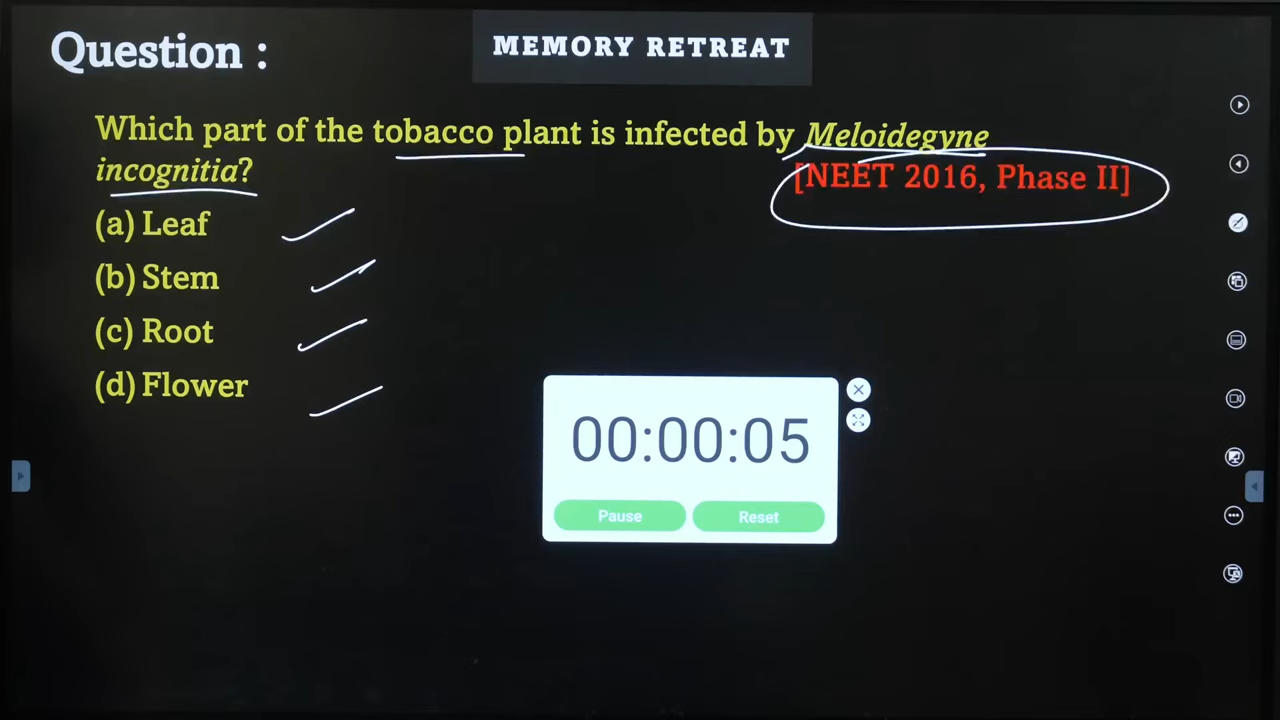 Question :
MEMORY RETREAT
Which part of the tobacco plant is infected by Meloidegyne
incognitia?
[NEET 2016, Phase II]
(a) Leaf
(b) Stem
(c) Root
(d) Flower
00:00:05
Pause
Reset